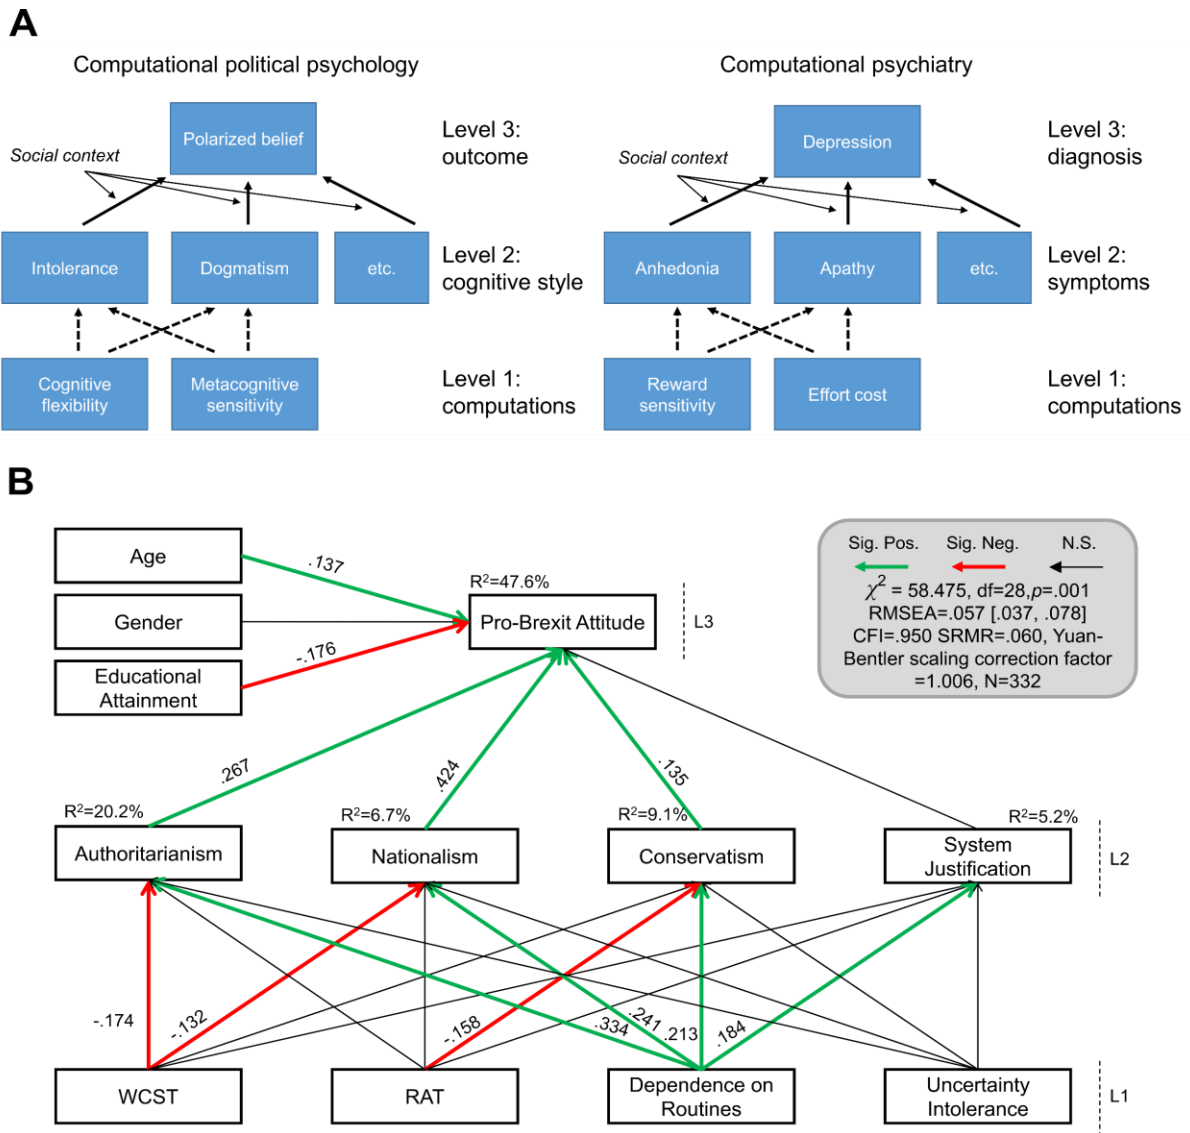 A
Computational political psychology
Computational psychiatry
Polarized belief
Level 3:
outcome
Social context
Intolerance
Dogmatism
etc.
Level 2:
cognitive style
Cognitive
flexibility
Metacognitive
sensitivity
Level 1:
computations
Depression
Level 3:
diagnosis
Social context
Anhedonia
Apathy
etc.
Level 2:
symptoms
Reward
sensitivity
Effort cost
Level 1:
computations
B
Age
Gender
Educational
Attainment
.137
-.176
R²=47.6%
Pro-Brexit Attitude
L3
Sig. Pos.
Sig. Neg.
N.S.
χ² = 58.475, df=28,p=.001
RMSEA=.057 [.037, .078]
CFI=.950 SRMR=.060, Yuan-
Bentler scaling correction factor
=1.006, N=332
.267
.424
.135
R²=20.2%
R²=6.7%
R²=9.1%
R²=5.2%
Authoritarianism
Nationalism
Conservatism
System
Justification
L2
-.174
-.132
-.158
.334
.241
.213
.184
WCST
RAT
Dependence on
Routines
Uncertainty
Intolerance
L1